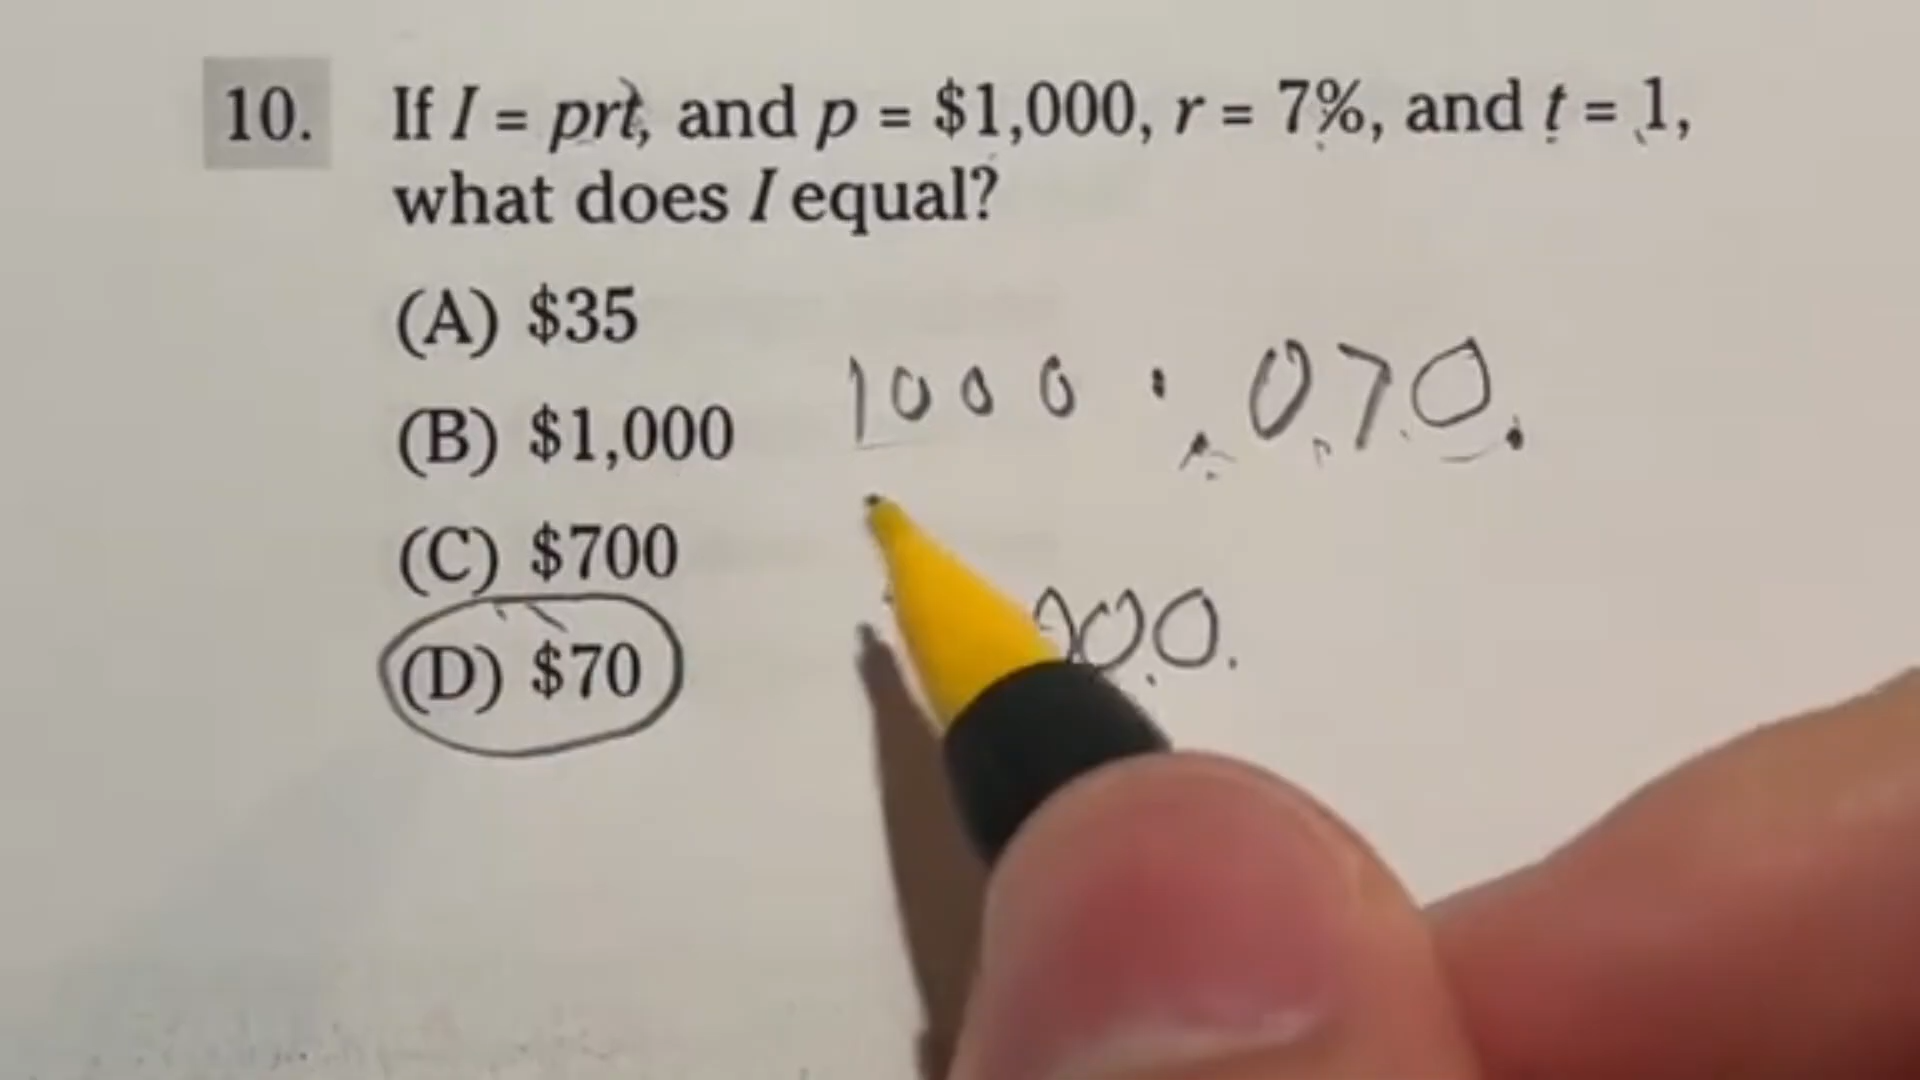 10. If I = prt, and p = $1,000, r = 7%, and t = 1,
what does I equal?
(A) $35
(B) $1,000
(C) $700
(D) $70
1000 · .070.
000.